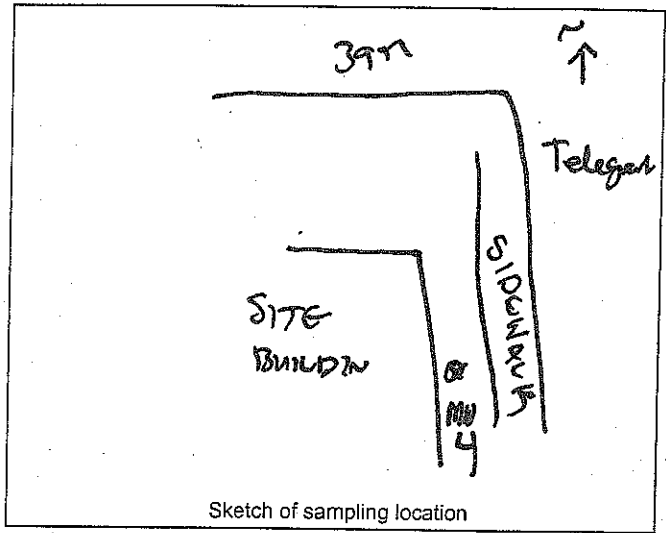 39th
N
Telegraph
SIDEWALK
SITE
BUILDIN
MW
4
Sketch of sampling location